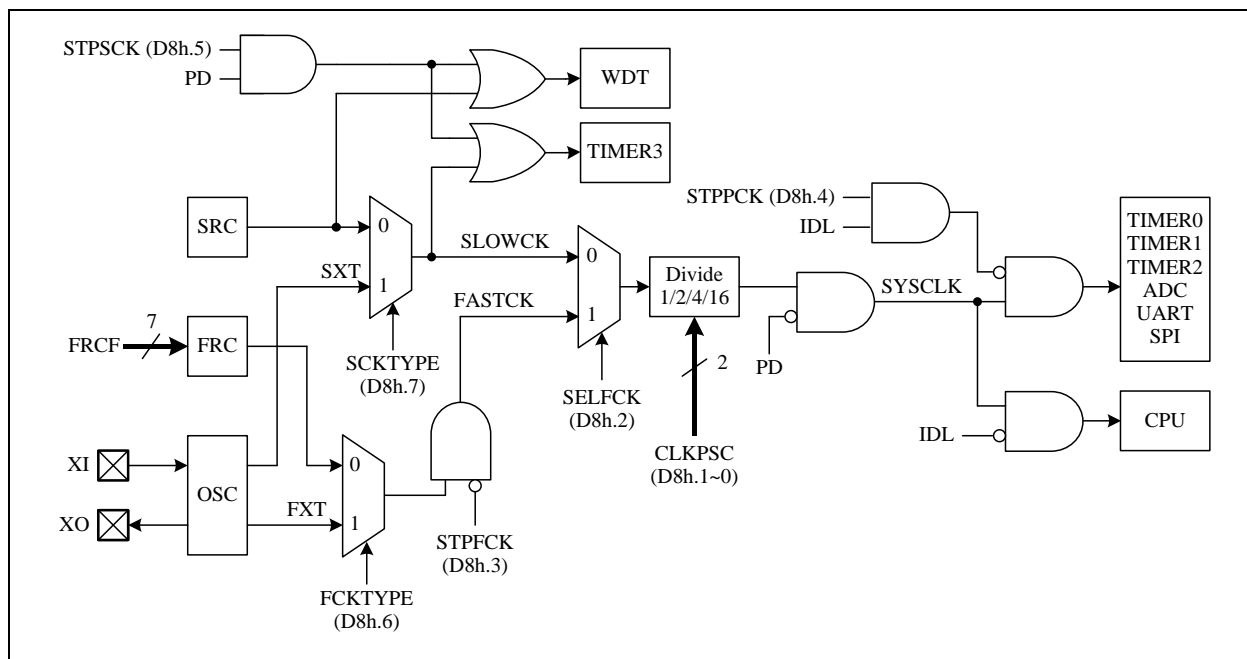 STPSCK (D8h.5)
PD
WDT
TIMER3
SRC
0
1
SXT
SLOWCK
FASTCK
SCKTYPE
(D8h.7)
7
FRCF
FRC
XI
XO
OSC
FXT
0
1
FCKTYPE
(D8h.6)
STPFCK
(D8h.3)
0
1
SELFCK
(D8h.2)
Divide
1/2/4/16
2
CLKPSC
(D8h.1~0)
PD
SYSCLK
STPPCK (D8h.4)
IDL
TIMER0
TIMER1
TIMER2
ADC
UART
SPI
IDL
CPU